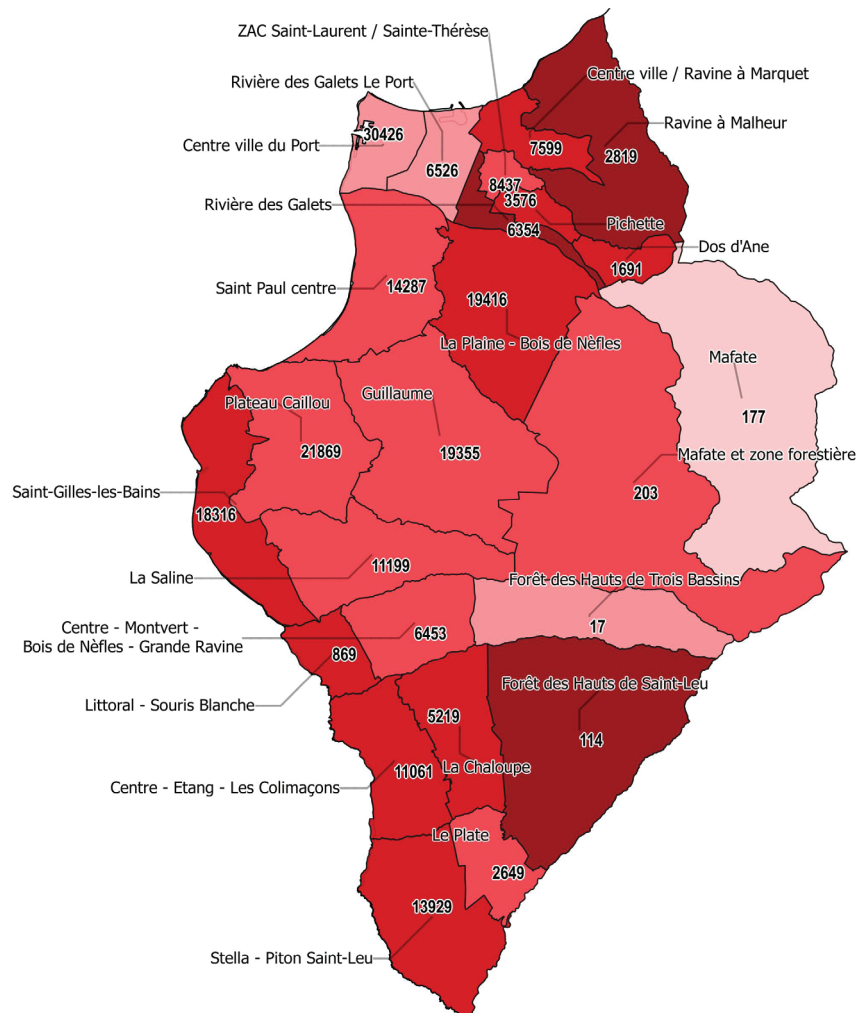 ZAC Saint-Laurent / Sainte-Thérèse
Centre ville / Ravine à Marquet
Rivière des Galets Le Port
Ravine à Malheur
30426
Centre ville du Port
7599
2819
6526
8437
3576
Rivière des Galets
Pichette
6354
Dos d'Ane
1691
Saint Paul centre
14287
19416
La Plaine - Bois de Nèfles
Mafate
Guillaume
Plateau Caillou
177
21869
19355
Mafate et zone forestière
Saint-Gilles-les-Bains
203
18316
11199
La Saline
Forêt des Hauts de Trois Bassins
Centre - Montvert -
Bois de Nèfles - Grande Ravine
6453
17
869
Forêt des Hauts de Saint-Leu
Littoral - Souris Blanche
5219
114
La Chaloupe
11061
Centre - Etang - Les Colimaçons
Le Plate
2649
13929
Stella - Piton Saint-Leu